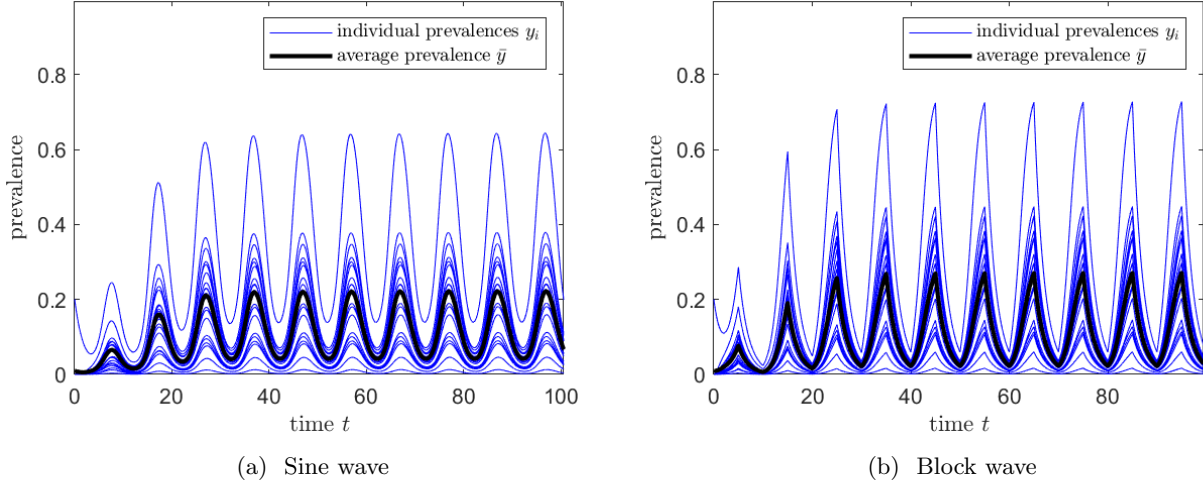 individual prevalences yᵢ
average prevalence ȳ
0.8
0.6
0.4
0.2
0
prevalence
0 20 40 60 80 100
time t
(a) Sine wave
individual prevalences yᵢ
average prevalence ȳ
0.8
0.6
0.4
0.2
0
prevalence
0 20 40 60 80
time t
(b) Block wave